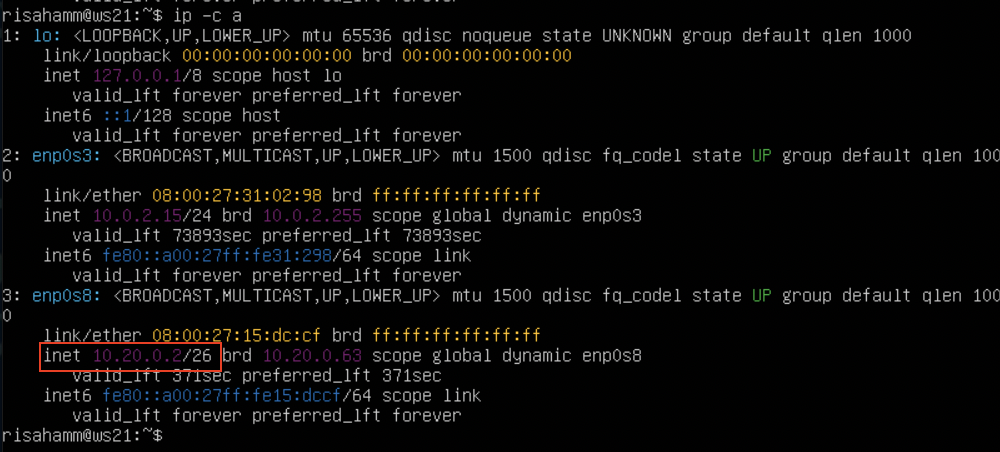 risahamm@ws21:~$ ip -c a
1: lo: <LOOPBACK,UP,LOWER_UP> mtu 65536 qdisc noqueue state UNKNOWN group default qlen 1000
    link/loopback 00:00:00:00:00:00 brd 00:00:00:00:00:00
    inet 127.0.0.1/8 scope host lo
       valid_lft forever preferred_lft forever
    inet6 ::1/128 scope host
       valid_lft forever preferred_lft forever
2: enp0s3: <BROADCAST,MULTICAST,UP,LOWER_UP> mtu 1500 qdisc fq_codel state UP group default qlen 100
0
    link/ether 08:00:27:31:02:98 brd ff:ff:ff:ff:ff:ff
    inet 10.0.2.15/24 brd 10.0.2.255 scope global dynamic enp0s3
       valid_lft 73893sec preferred_lft 73893sec
    inet6 fe80::a00:27ff:fe31:298/64 scope link
       valid_lft forever preferred_lft forever
3: enp0s8: <BROADCAST,MULTICAST,UP,LOWER_UP> mtu 1500 qdisc fq_codel state UP group default qlen 100
0
    link/ether 08:00:27:15:dc:cf brd ff:ff:ff:ff:ff:ff
    inet 10.20.0.2/26 brd 10.20.0.63 scope global dynamic enp0s8
       valid_lft 371sec preferred_lft 371sec
    inet6 fe80::a00:27ff:fe15:dccf/64 scope link
       valid_lft forever preferred_lft forever
risahamm@ws21:~$